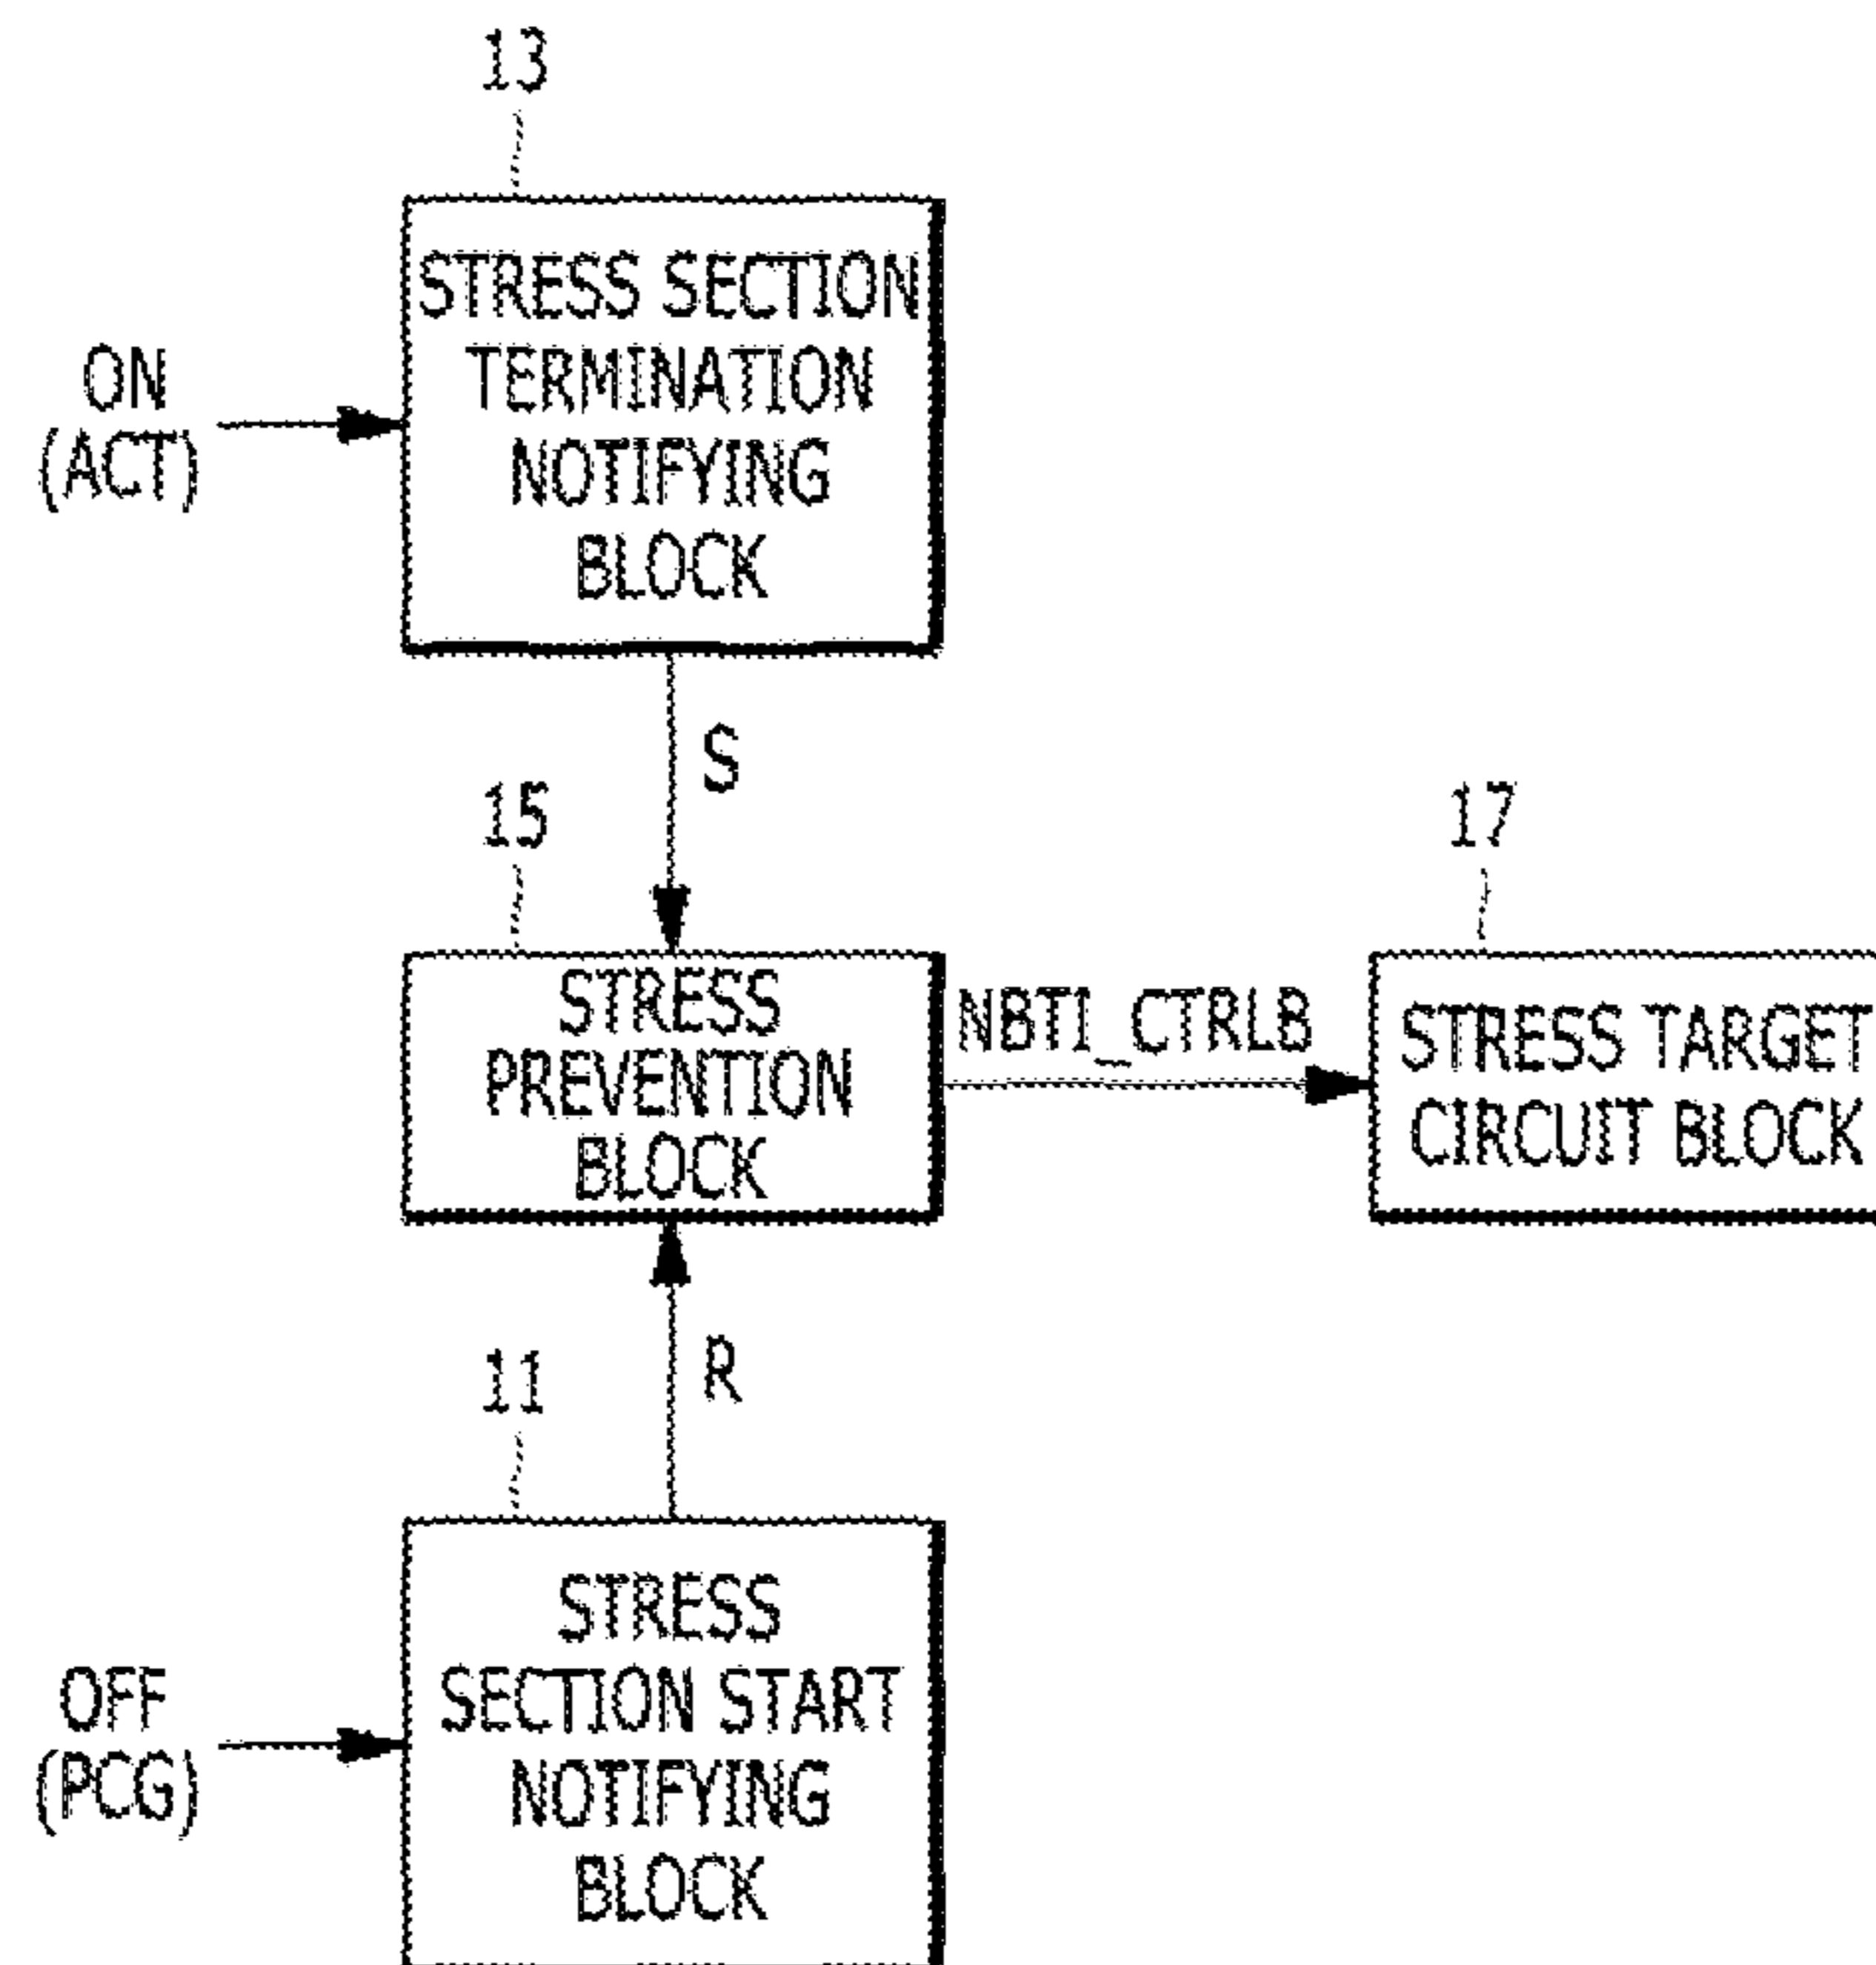 13
STRESS SECTION
TERMINATION
NOTIFYING
BLOCK
ON
(ACT)
S
15
17
STRESS
PREVENTION
BLOCK
NBTI_CTRLB
STRESS TARGET
CIRCUIT BLOCK
R
11
STRESS
SECTION START
NOTIFYING
BLOCK
OFF
(PCG)